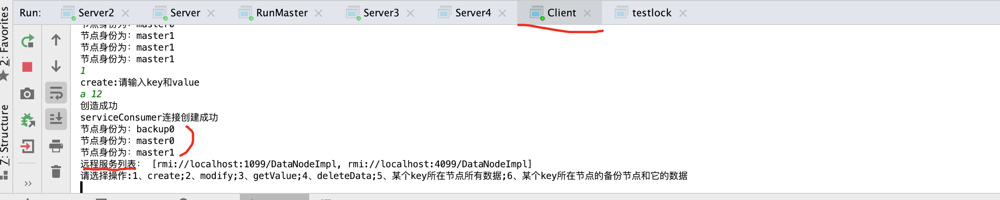 Run: Server2 Server RunMaster Server3 Server4 Client testlock
2: Favorites
7: Structure
节点身份为: master0
节点身份为: master1
节点身份为: master1
节点身份为: master1
1
create:请输入key和value
a 12
创造成功
serviceConsumer连接创建成功
节点身份为: backup0
节点身份为: master0
节点身份为: master1
远程服务列表: [rmi://localhost:1099/DataNodeImpl, rmi://localhost:4099/DataNodeImpl]
请选择操作:1、create;2、modify;3、getValue;4、deleteData;5、某个key所在节点所有数据;6、某个key所在节点的备份节点和它的数据